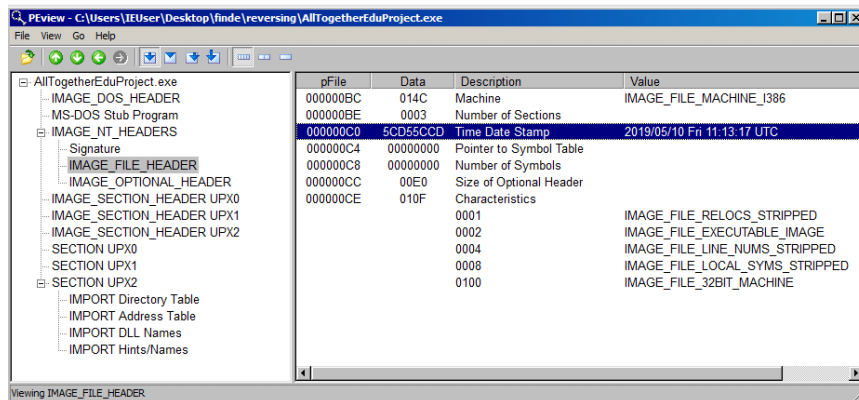 PEview - C:\Users\IEUser\Desktop\finde\reversing\AllTogetherEduProject.exe
File View Go Help
AllTogetherEduProject.exe
IMAGE_DOS_HEADER
MS-DOS Stub Program
IMAGE_NT_HEADERS
Signature
IMAGE_FILE_HEADER
IMAGE_OPTIONAL_HEADER
IMAGE_SECTION_HEADER UPX0
IMAGE_SECTION_HEADER UPX1
IMAGE_SECTION_HEADER UPX2
SECTION UPX0
SECTION UPX1
SECTION UPX2
IMPORT Directory Table
IMPORT Address Table
IMPORT DLL Names
IMPORT Hints/Names
pFile Data Description Value
000000BC 014C Machine IMAGE_FILE_MACHINE_I386
000000BE 0003 Number of Sections
000000C0 5CD55CCD Time Date Stamp 2019/05/10 Fri 11:13:17 UTC
000000C4 00000000 Pointer to Symbol Table
000000C8 00000000 Number of Symbols
000000CC 00E0 Size of Optional Header
000000CE 010F Characteristics
0001 IMAGE_FILE_RELOCS_STRIPPED
0002 IMAGE_FILE_EXECUTABLE_IMAGE
0004 IMAGE_FILE_LINE_NUMS_STRIPPED
0008 IMAGE_FILE_LOCAL_SYMS_STRIPPED
0100 IMAGE_FILE_32BIT_MACHINE
Viewing IMAGE_FILE_HEADER